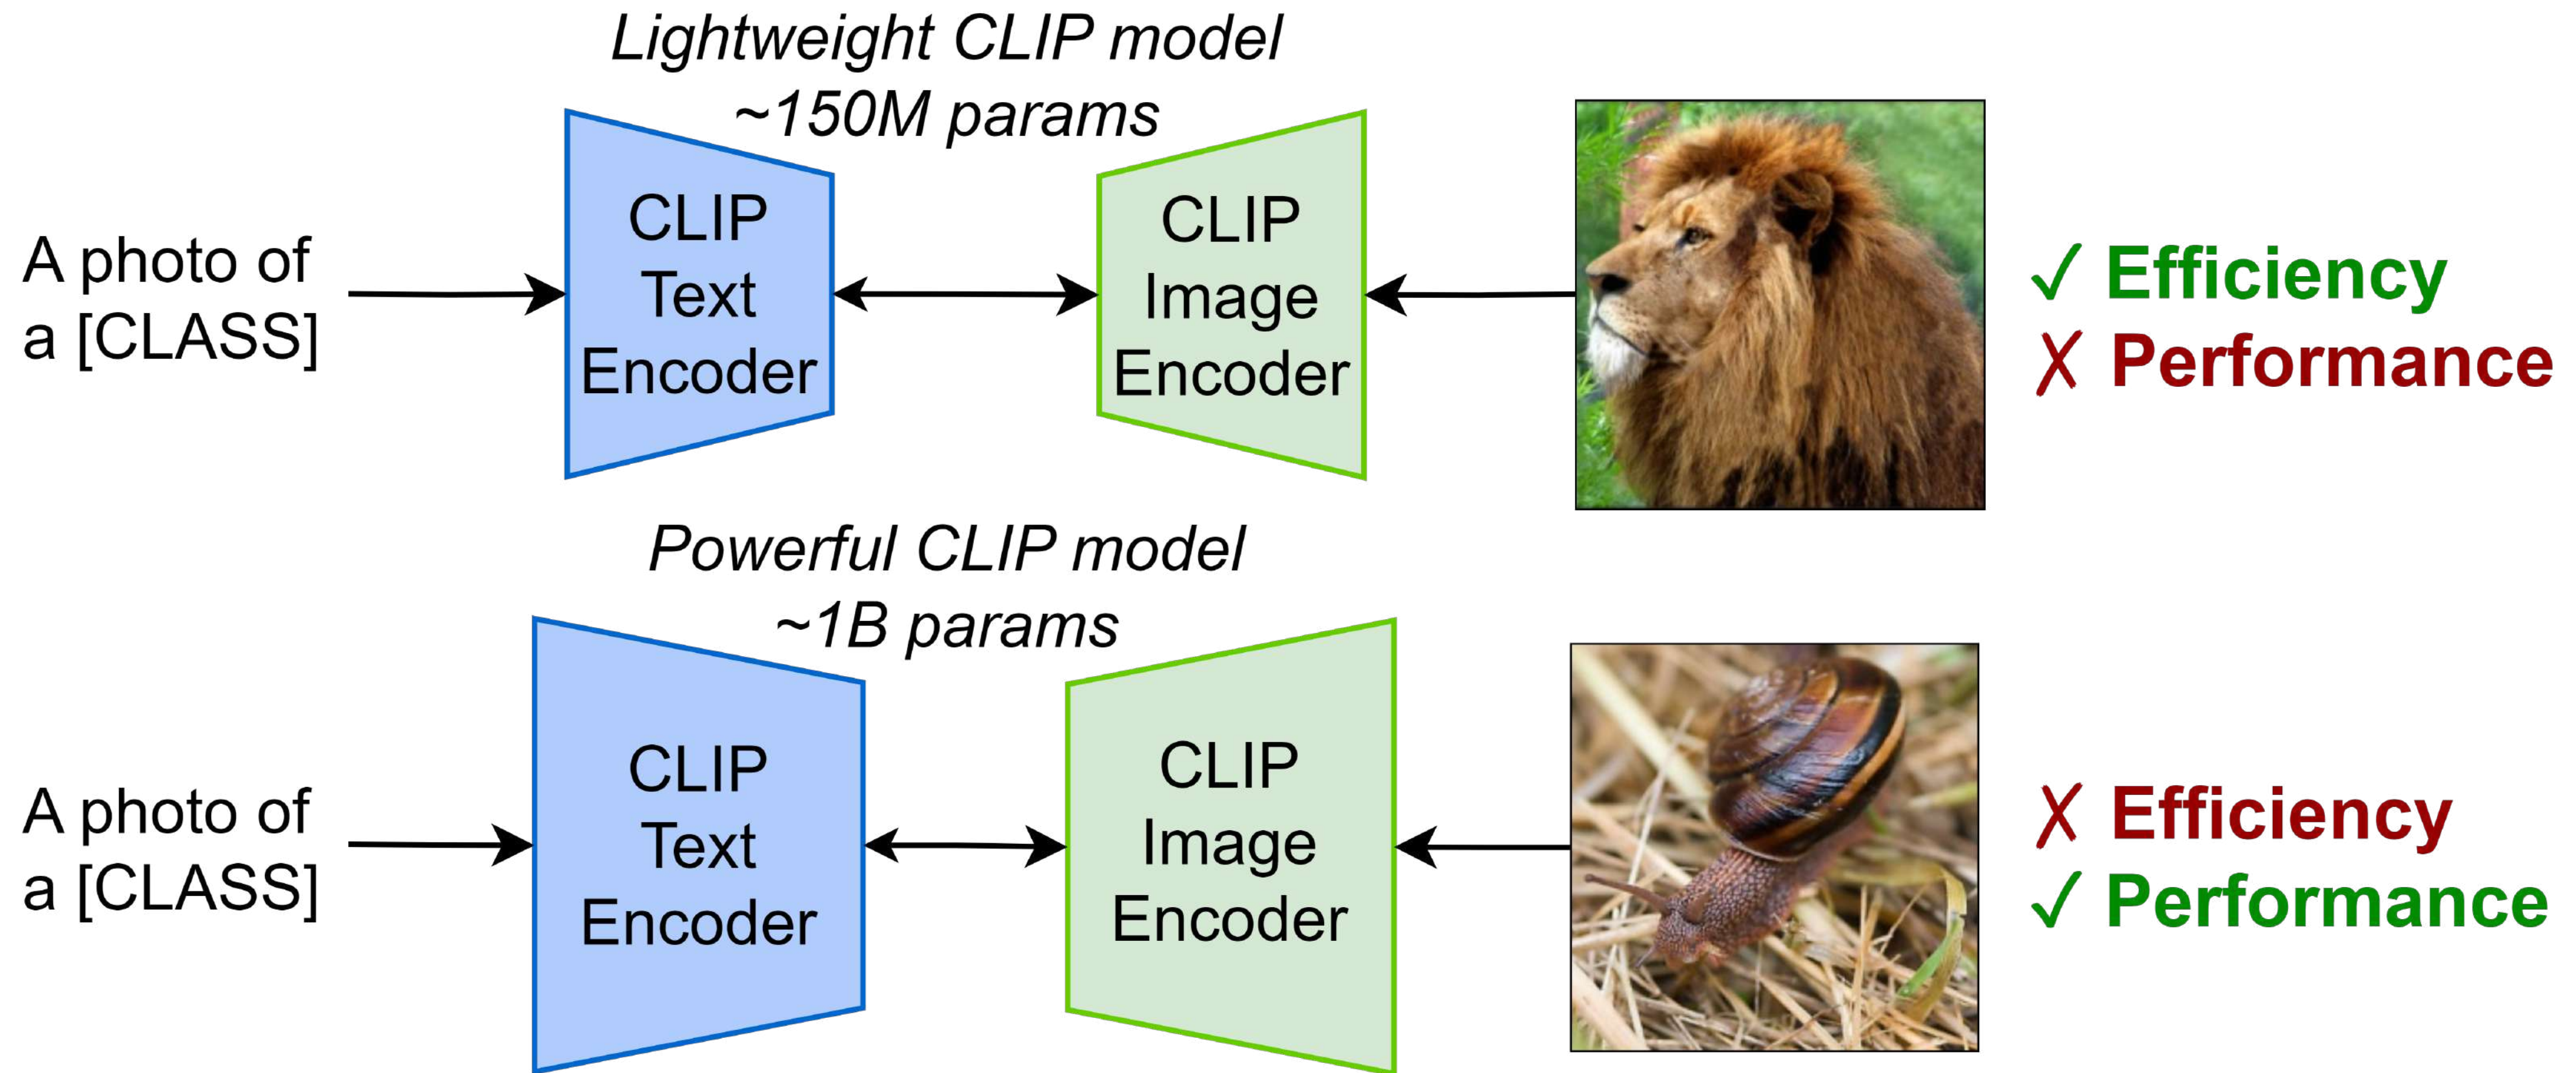 Lightweight CLIP model
~150M params
A photo of
a [CLASS]
CLIP
Text
Encoder
CLIP
Image
Encoder
✓ Efficiency
✗ Performance
Powerful CLIP model
~1B params
A photo of
a [CLASS]
CLIP
Text
Encoder
CLIP
Image
Encoder
✗ Efficiency
✓ Performance